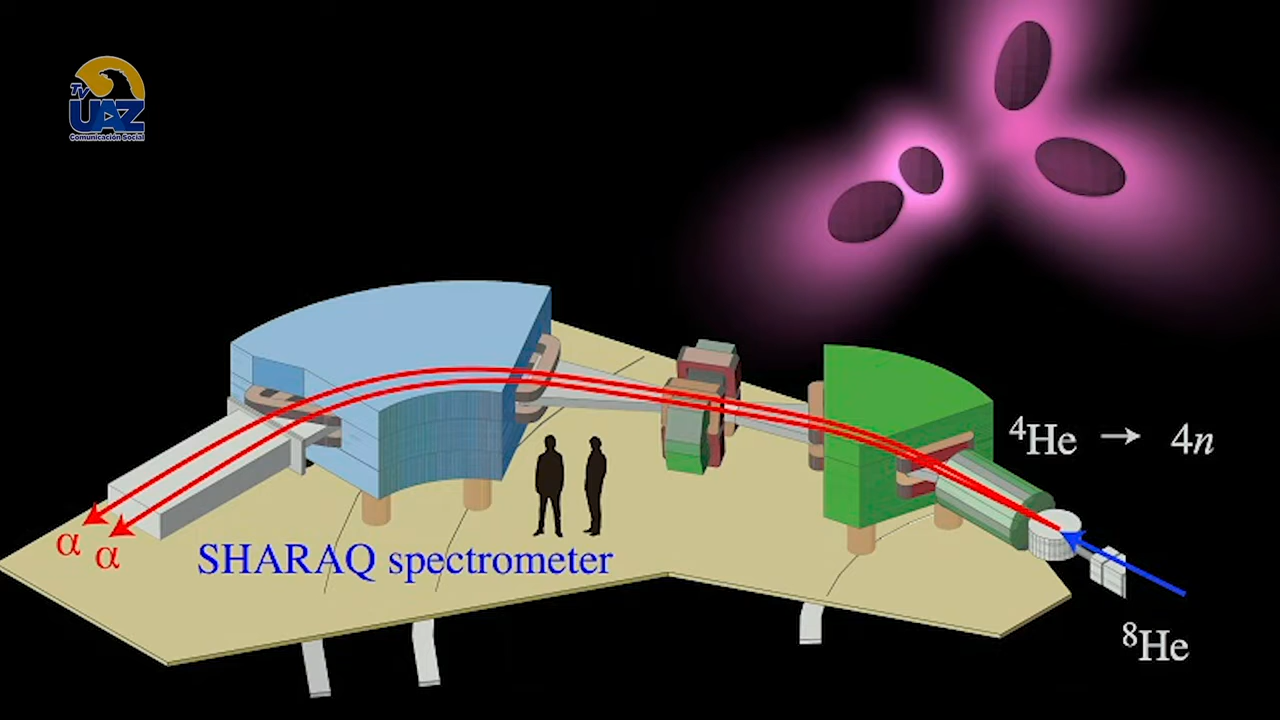 TV
UAZ
Comunicación Social
⁴He → 4n
α α
SHARAQ spectrometer
⁸He